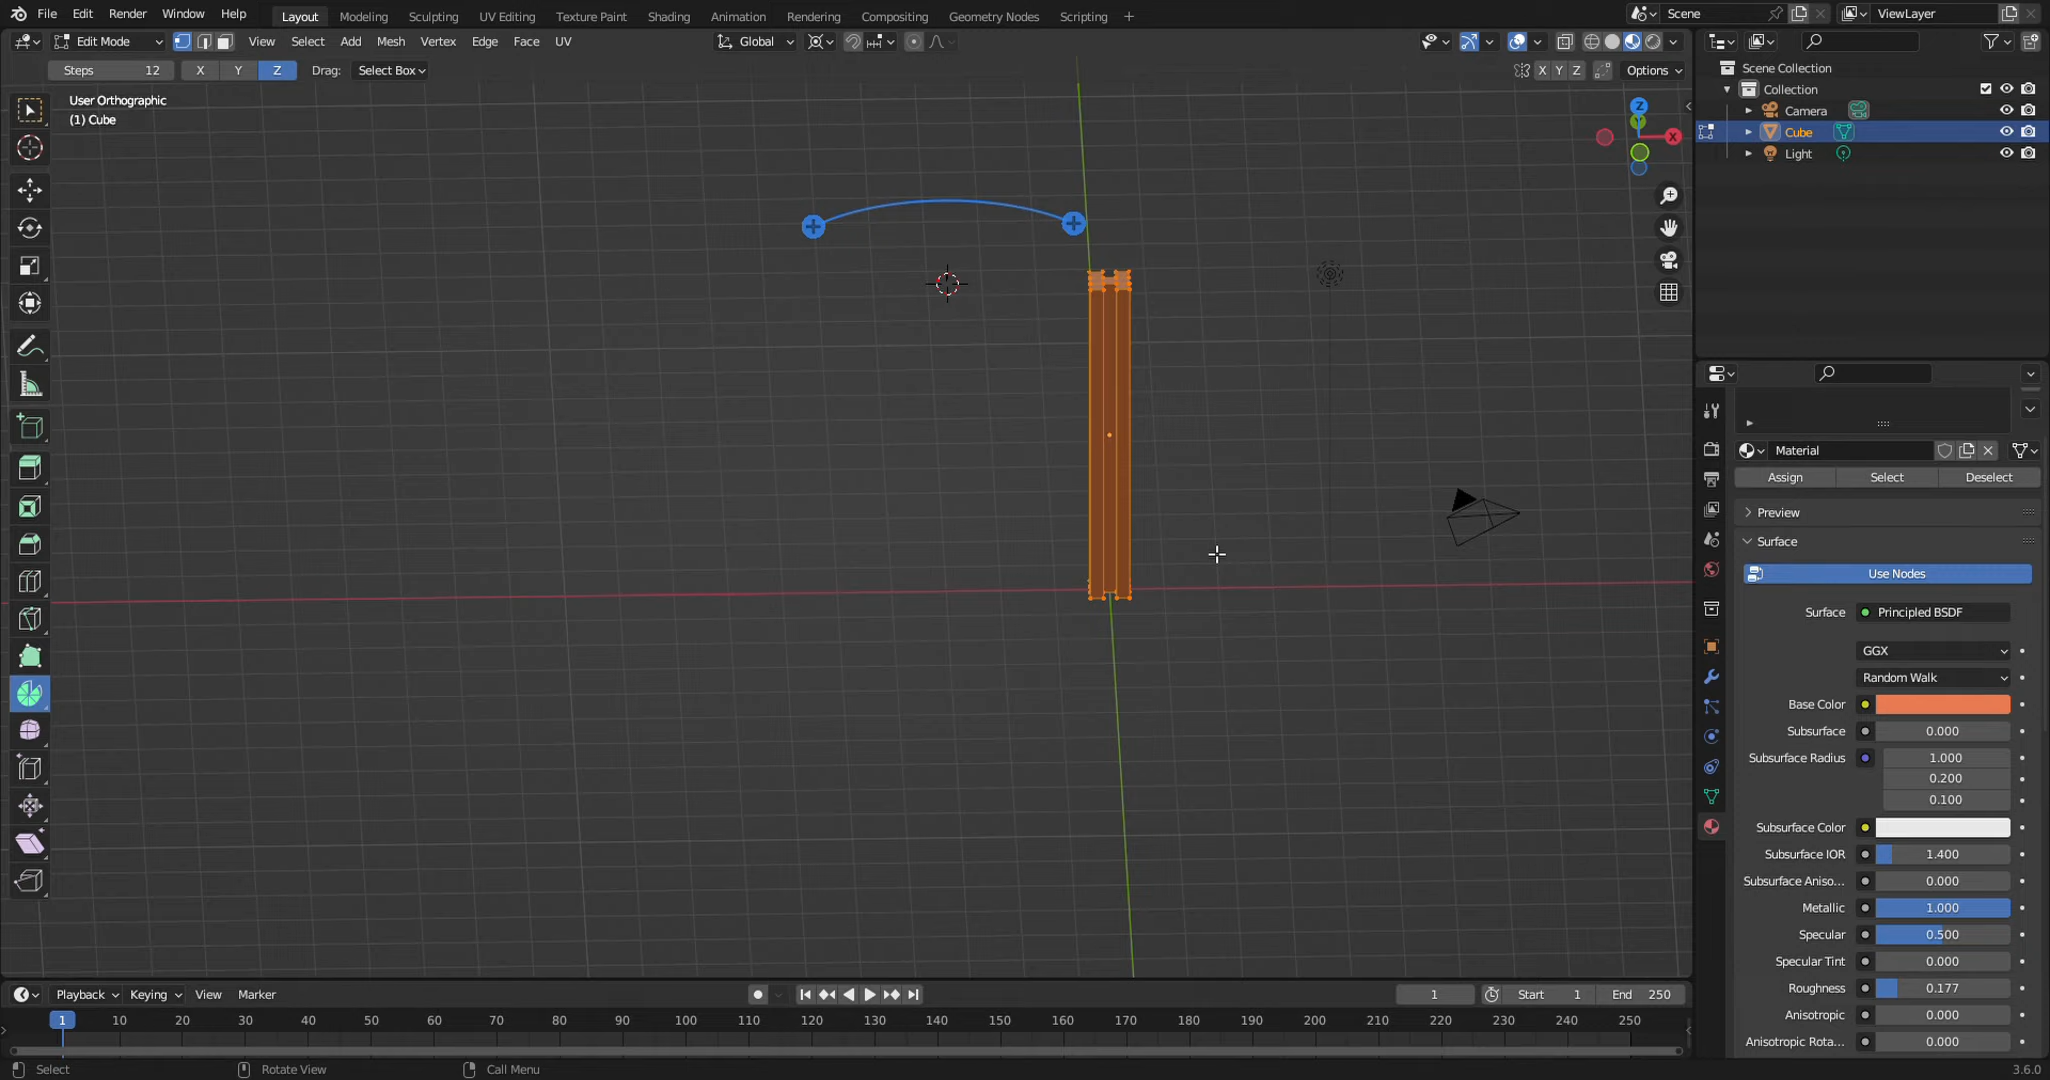 File Edit Render Window Help Layout Modeling Sculpting UV Editing Texture Paint Shading Animation Rendering Compositing Geometry Nodes Scripting + Scene ViewLayer
Edit Mode View Select Add Mesh Vertex Edge Face UV Global
Steps 12 X Y Z Drag: Select Box X Y Z Options
User Orthographic
(1) Cube
Z
X
Scene Collection
Collection
Camera
Cube
Light
Material
Assign Select Deselect
Preview
Surface
Use Nodes
Surface Principled BSDF
GGX
Random Walk
Base Color
Subsurface 0.000
Subsurface Radius 1.000
0.200
0.100
Subsurface Color
Subsurface IOR 1.400
Subsurface Aniso... 0.000
Metallic 1.000
Specular 0.500
Specular Tint 0.000
Roughness 0.177
Anisotropic 0.000
Anisotropic Rota... 0.000
Playback Keying View Marker 1 Start 1 End 250
1 10 20 30 40 50 60 70 80 90 100 110 120 130 140 150 160 170 180 190 200 210 220 230 240 250
Select Rotate View Call Menu 3.6.0